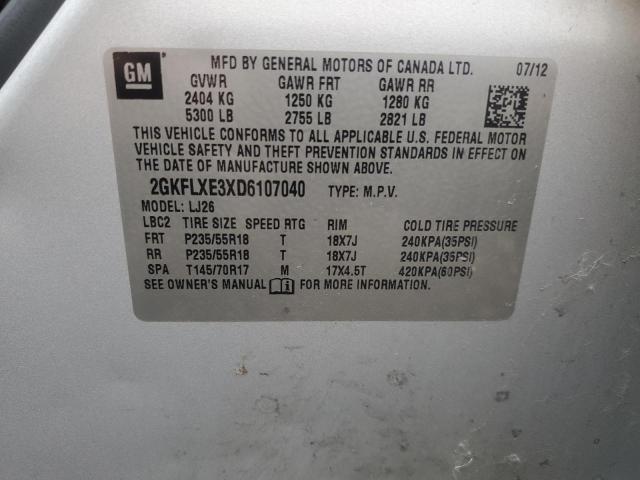 GM
MFD BY GENERAL MOTORS OF CANADA LTD. 07/12
GVWR GAWR FRT GAWR RR
2404 KG 1250 KG 1280 KG
5300 LB 2755 LB 2821 LB
THIS VEHICLE CONFORMS TO ALL APPLICABLE U.S. FEDERAL MOTOR
VEHICLE SAFETY AND THEFT PREVENTION STANDARDS IN EFFECT ON
THE DATE OF MANUFACTURE SHOWN ABOVE.
2GKFLXE3XD6107040 TYPE: M.P.V.
MODEL: LJ26
LBC2 TIRE SIZE SPEED RTG RIM COLD TIRE PRESSURE
FRT P235/55R18 T 18X7J 240KPA(35PSI)
RR P235/55R18 T 18X7J 240KPA(35PSI)
SPA T145/70R17 M 17X4.5T 420KPA(60PSI)
SEE OWNER'S MANUAL FOR MORE INFORMATION.